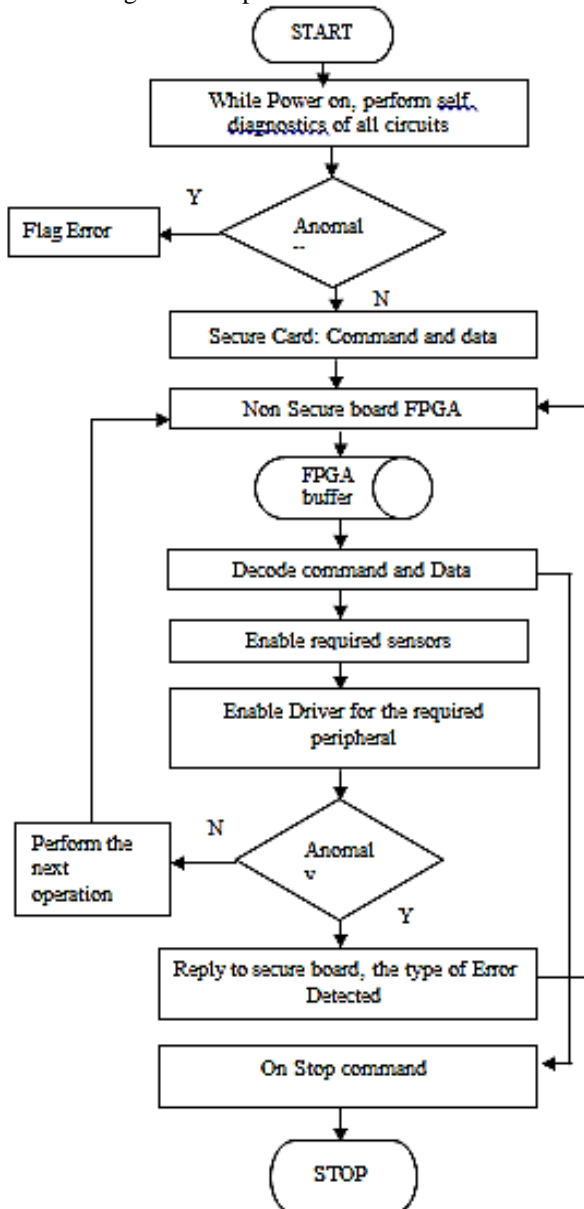 START
While Power on, perform self
diagnostics of all circuits
Y
Anomal
Flag Error
N
Secure Card: Command and data
Non Secure board FPGA
FPGA
buffer
Decode command and Data
Enable required sensors
Enable Driver for the required
peripheral
N
Anomal
y
Perform the
next
operation
Y
Reply to secure board, the type of Error
Detected
On Stop command
STOP